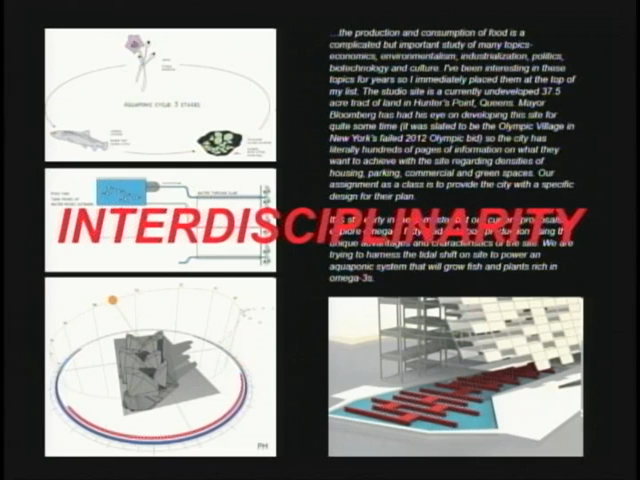 ...the production and consumption of food is a
complicated but important study of many topics-
economics, environmentalism, industrialization, politics,
biotechnology and culture. I've been interesting in these
topics for years so I immediately placed them at the top of
my list. The studio site is a currently undeveloped 37.5
acre tract of land in Hunter's Point, Queens. Mayor
Bloomberg has had his eye on developing this site for
quite some time (it was slated to be the Olympic Village in
New York's failed 2012 Olympic bid) so the city has
literally hundreds of pages of information on what they
want to achieve with the site regarding densities of
housing, parking, commercial and green spaces. Our
assignment as a class is to provide the city with a specific
design for their plan.
INTERDISCIPLINARITY
unique advantages and characteristics of the site. We are
trying to harness the tidal shift on site to power an
aquaponic system that will grow fish and plants rich in
omega-3s.
PH